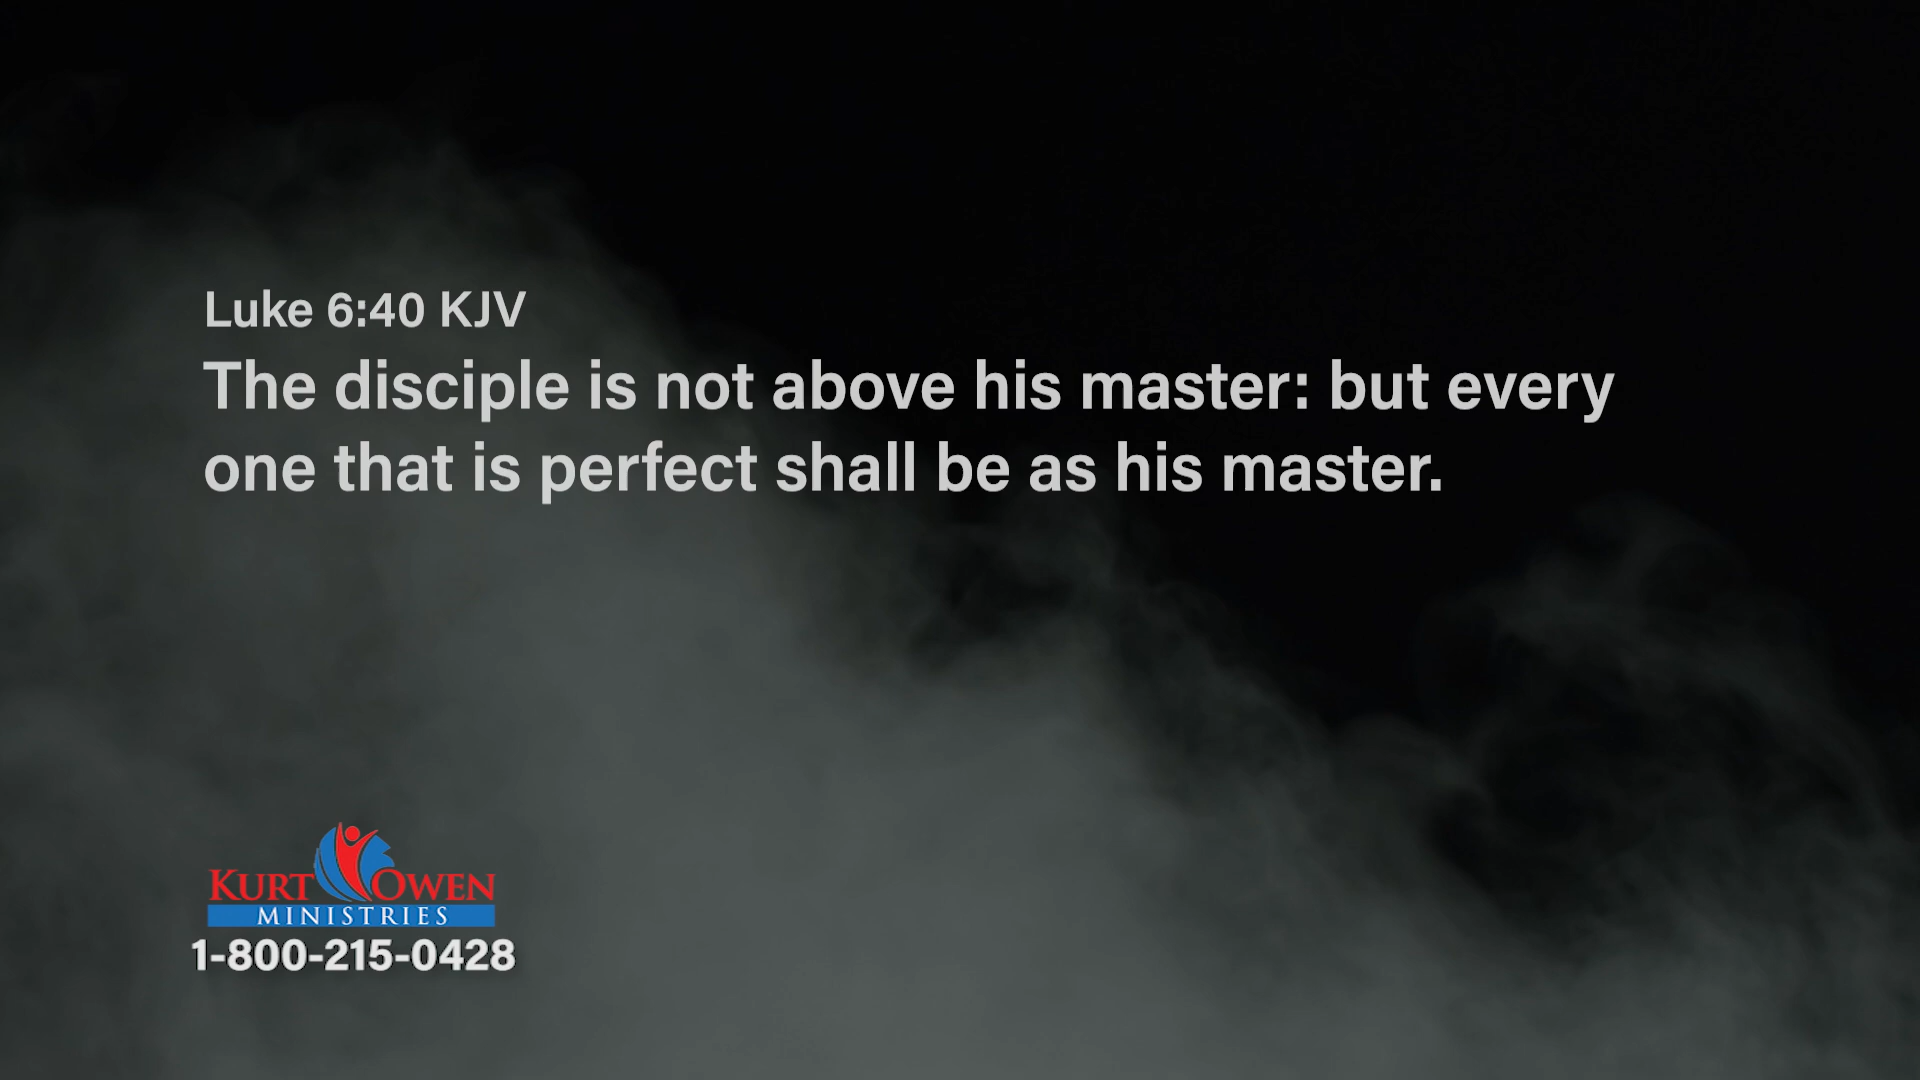 Luke 6:40 KJV
The disciple is not above his master: but every
one that is perfect shall be as his master.
KURT OWEN
MINISTRIES
1-800-215-0428